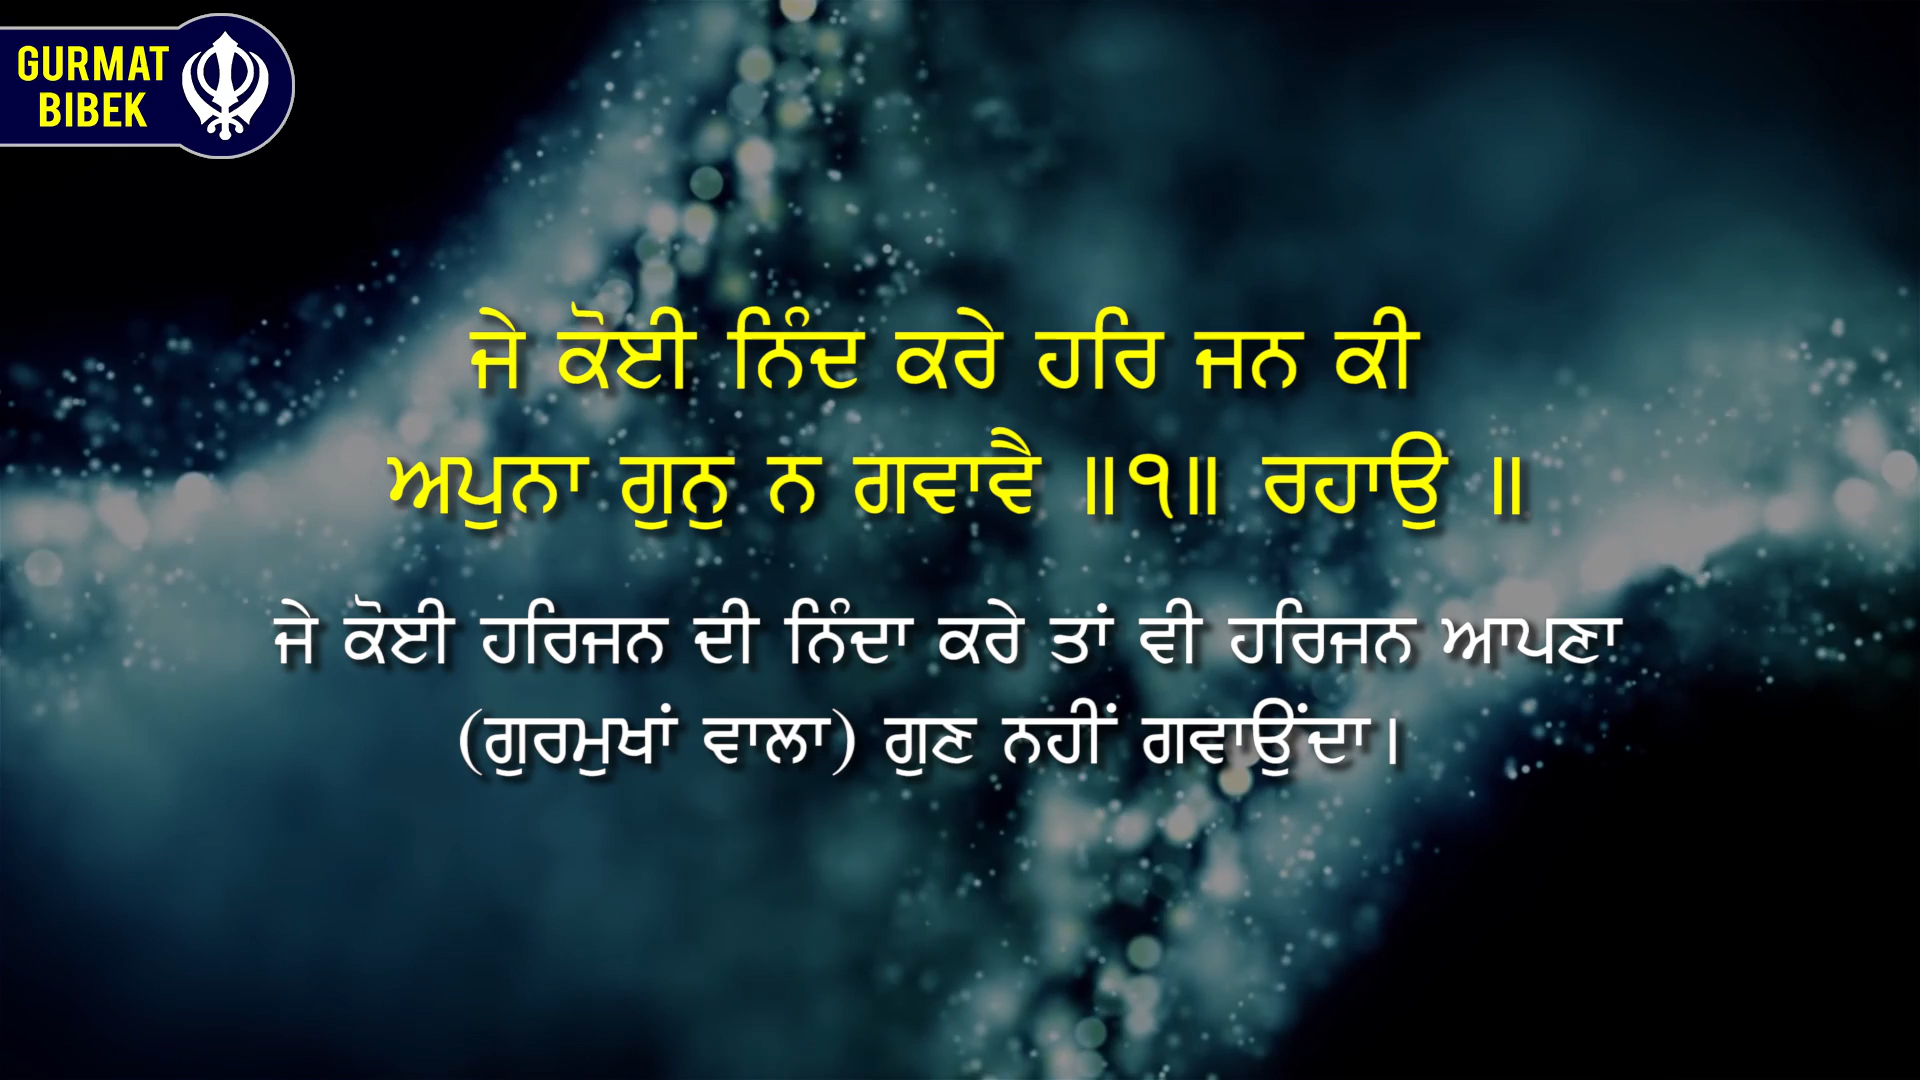 GURMAT
BIBEK
ਜੇ ਕੋਈ ਨਿੰਦ ਕਰੇ ਹਰਿ ਜਨ ਕੀ
ਅਪੁਨਾ ਗੁਨੁ ਨ ਗਵਾਵੈ ॥੧॥ ਰਹਾਉ ॥
ਜੇ ਕੋਈ ਹਰਿਜਨ ਦੀ ਨਿੰਦਾ ਕਰੇ ਤਾਂ ਵੀ ਹਰਿਜਨ ਆਪਣਾ
(ਗੁਰਮੁਖਾਂ ਵਾਲਾ) ਗੁਣ ਨਹੀਂ ਗਵਾਉਂਦਾ।